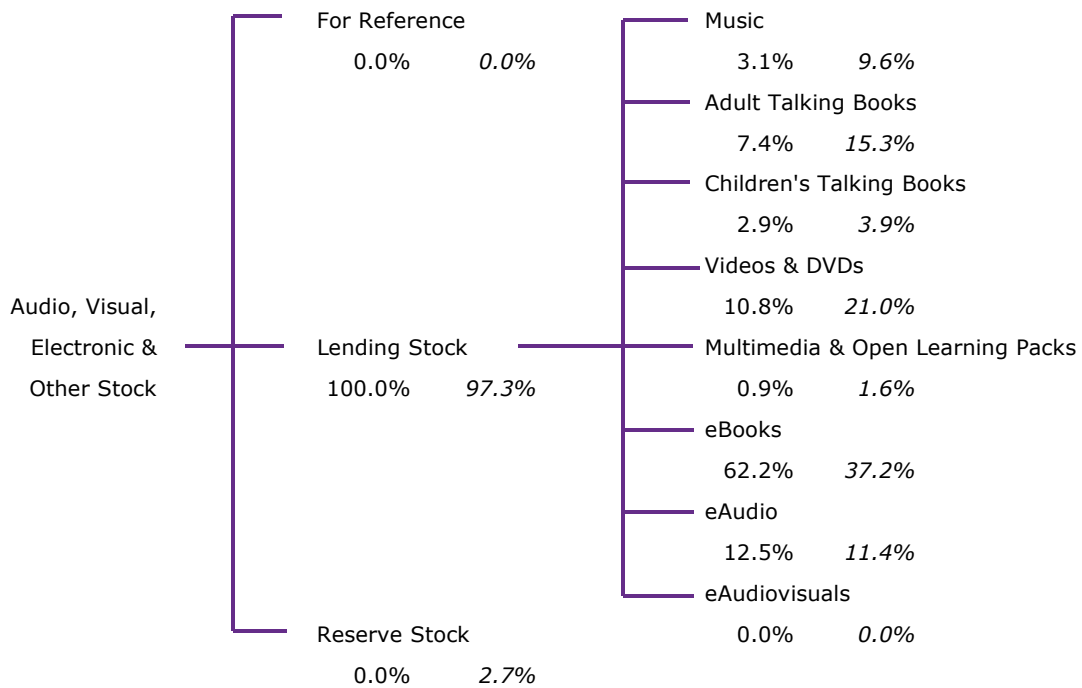 Audio, Visual,
Electronic &
Other Stock
For Reference
0.0% 0.0%
Lending Stock
100.0% 97.3%
Reserve Stock
0.0% 2.7%
Music
3.1% 9.6%
Adult Talking Books
7.4% 15.3%
Children's Talking Books
2.9% 3.9%
Videos & DVDs
10.8% 21.0%
Multimedia & Open Learning Packs
0.9% 1.6%
eBooks
62.2% 37.2%
eAudio
12.5% 11.4%
eAudiovisuals
0.0% 0.0%